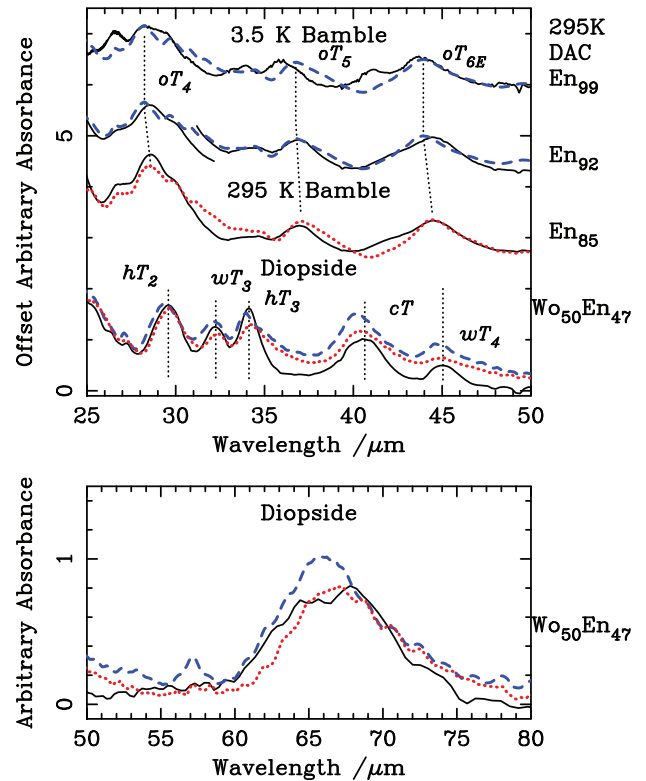 3.5 K Bamble
295K
DAC
oT₅
oT₆E
oT₄
En₉₉
5
En₉₂
295 K Bamble
En₈₅
Diopside
hT₂
wT₃
hT₃
cT
wT₄
Wo₅₀En₄₇
0
Offset Arbitrary Absorbance
25 30 35 40 45 50
Wavelength /μm
Diopside
1
Wo₅₀En₄₇
0
Arbitrary Absorbance
50 55 60 65 70 75 80
Wavelength /μm